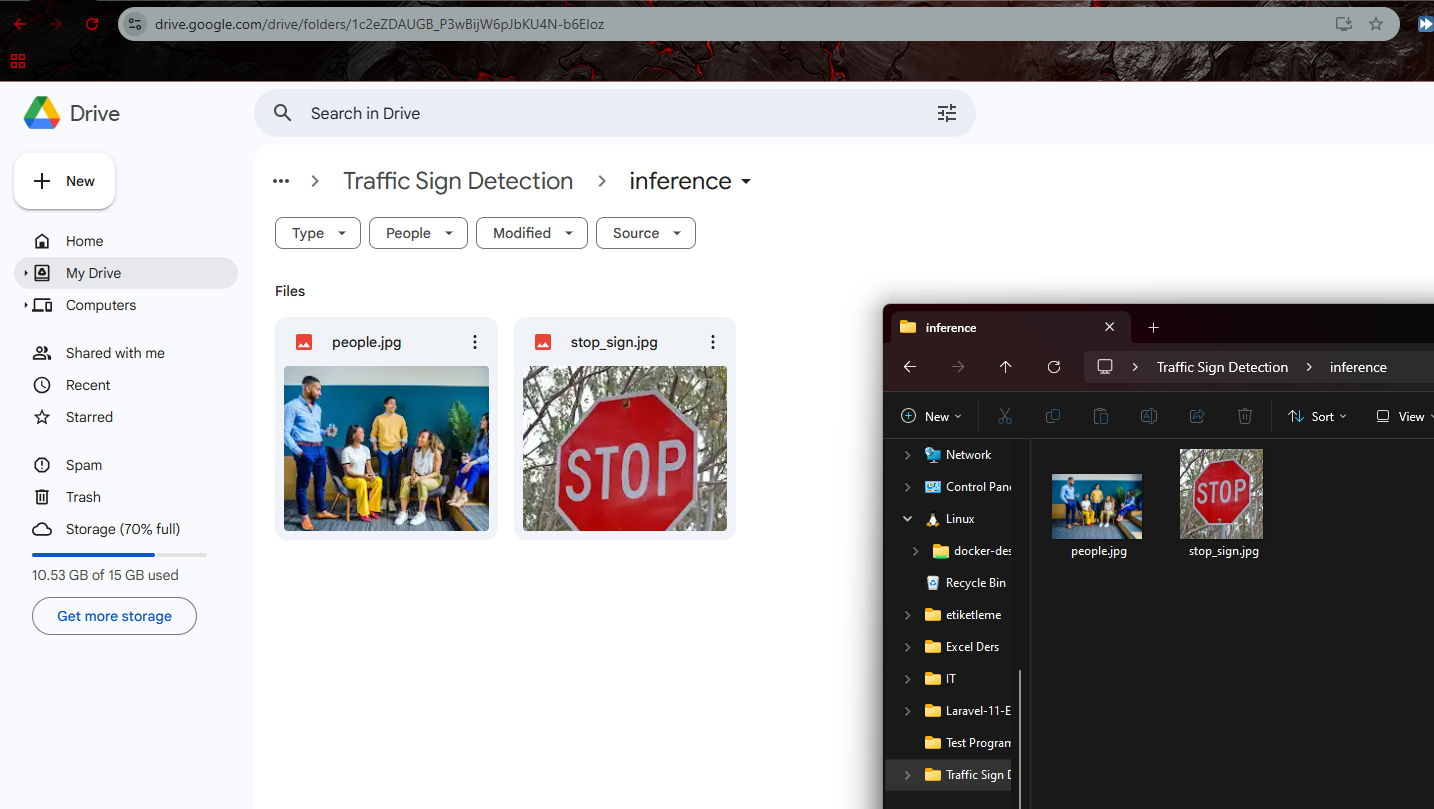 drive.google.com/drive/folders/1c2eZDAUGB_P3wBijW6pJbKU4N-b6EIoz
Drive
Search in Drive
New
Home
My Drive
Computers
Shared with me
Recent
Starred
Spam
Trash
Storage (70% full)
10.53 GB of 15 GB used
Get more storage
Traffic Sign Detection
inference
Type
People
Modified
Source
Files
people.jpg
stop_sign.jpg
STOP
inference
Traffic Sign Detection
inference
New
Sort
View
Network
Control Pan
Linux
docker-des
Recycle Bin
etiketleme
Excel Ders
IT
Laravel-11-E
Test Program
Traffic Sign D
STOP
people.jpg
stop_sign.jpg